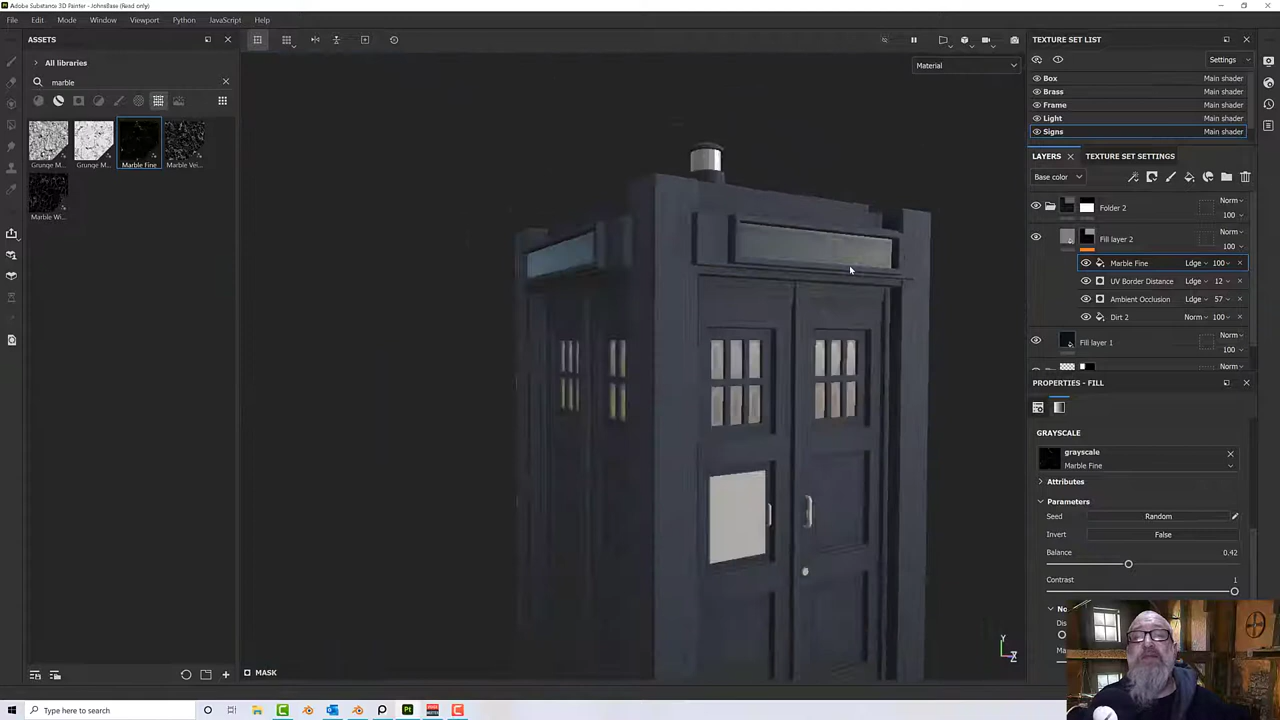 Adobe Substance 3D Painter - JohnsBase (Read only)
File Edit Mode Window Viewport Python JavaScript Help
ASSETS
All libraries
marble
Grunge M...
Grunge M...
Marble Fine
Marble Vei...
Marble Wi...
Material
MASK
Y
Z
TEXTURE SET LIST
Settings
Box Main shader
Brass Main shader
Frame Main shader
Light Main shader
Signs Main shader
LAYERS TEXTURE SET SETTINGS
Base color
Folder 2 Norm 100
Fill layer 2 Norm 100
Marble Fine Ldge 100
UV Border Distance Ldge 12
Ambient Occlusion Ldge 57
Dirt 2 Norm 100
Fill layer 1 Norm 100
Norm
PROPERTIES - FILL
GRAYSCALE
grayscale
Marble Fine
Attributes
Parameters
Seed Random
Invert False
Balance 0.42
Contrast 1
Type here to search